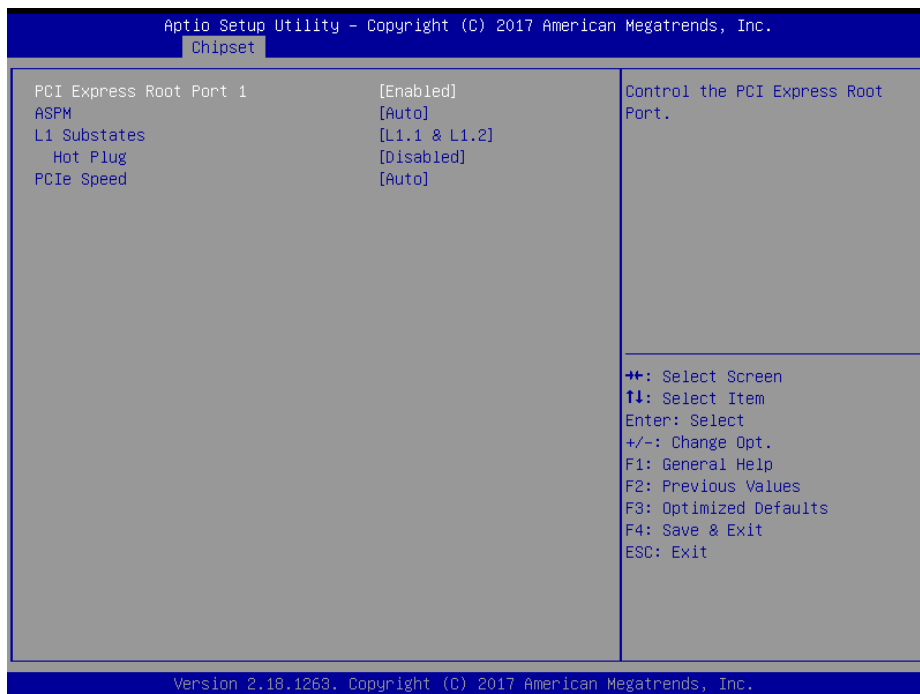 Aptio Setup Utility – Copyright (C) 2017 American Megatrends, Inc.
Chipset
PCI Express Root Port 1 [Enabled]
ASPM [Auto]
L1 Substates [L1.1 & L1.2]
Hot Plug [Disabled]
PCIe Speed [Auto]
Control the PCI Express Root
Port.
→←: Select Screen
↑↓: Select Item
Enter: Select
+/-: Change Opt.
F1: General Help
F2: Previous Values
F3: Optimized Defaults
F4: Save & Exit
ESC: Exit
Version 2.18.1263. Copyright (C) 2017 American Megatrends, Inc.